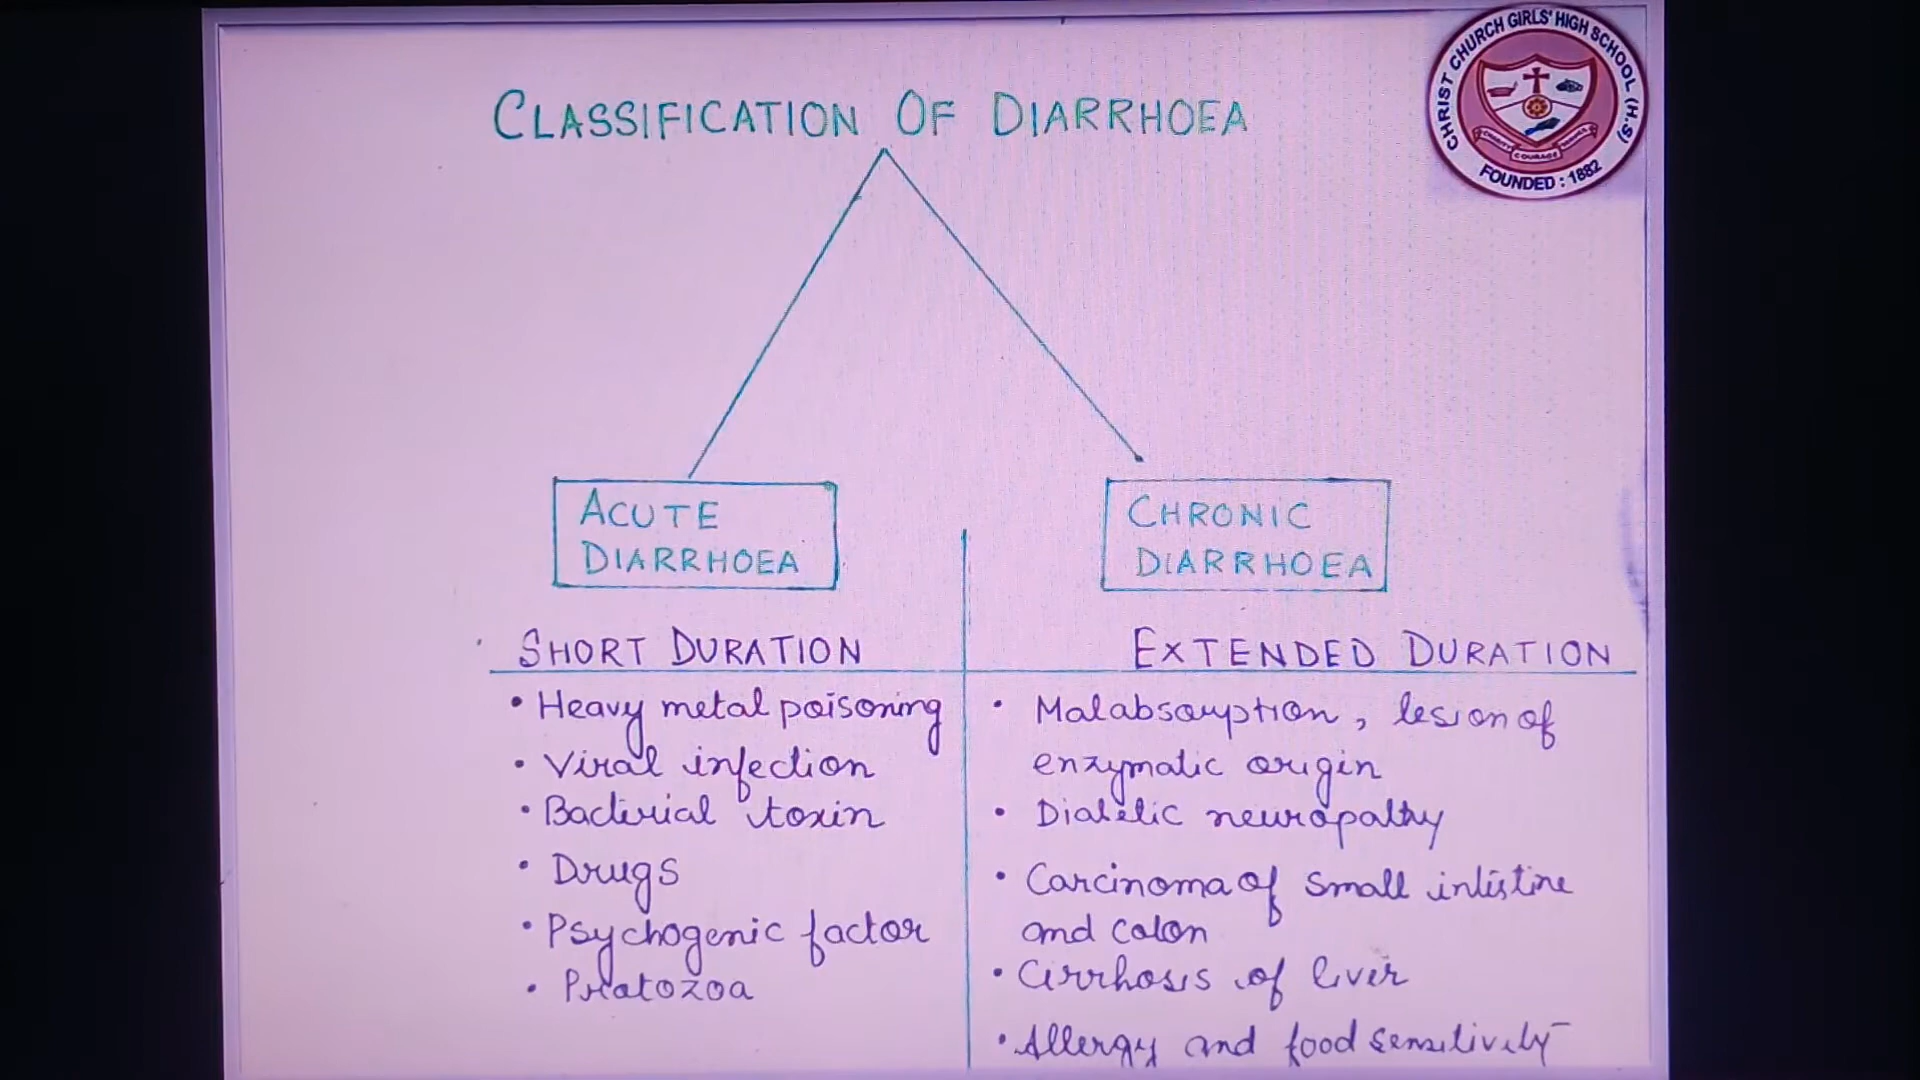 CLASSIFICATION OF DIARRHOEA
CHRIST CHURCH GIRLS' HIGH SCHOOL (H.S)
COURAGE
FOUNDED : 1882
ACUTE
DIARRHOEA
SHORT DURATION
• Heavy metal poisoning
• Viral infection
• Bacterial toxin
• Drugs
• Psychogenic factor
• Protozoa
CHRONIC
DIARRHOEA
EXTENDED DURATION
• Malabsorption, lesion of
enzymatic origin
• Diabetic neuropathy
• Carcinoma of small intestine
and colon
• Cirrhosis of liver
• Allergy and food sensitivity